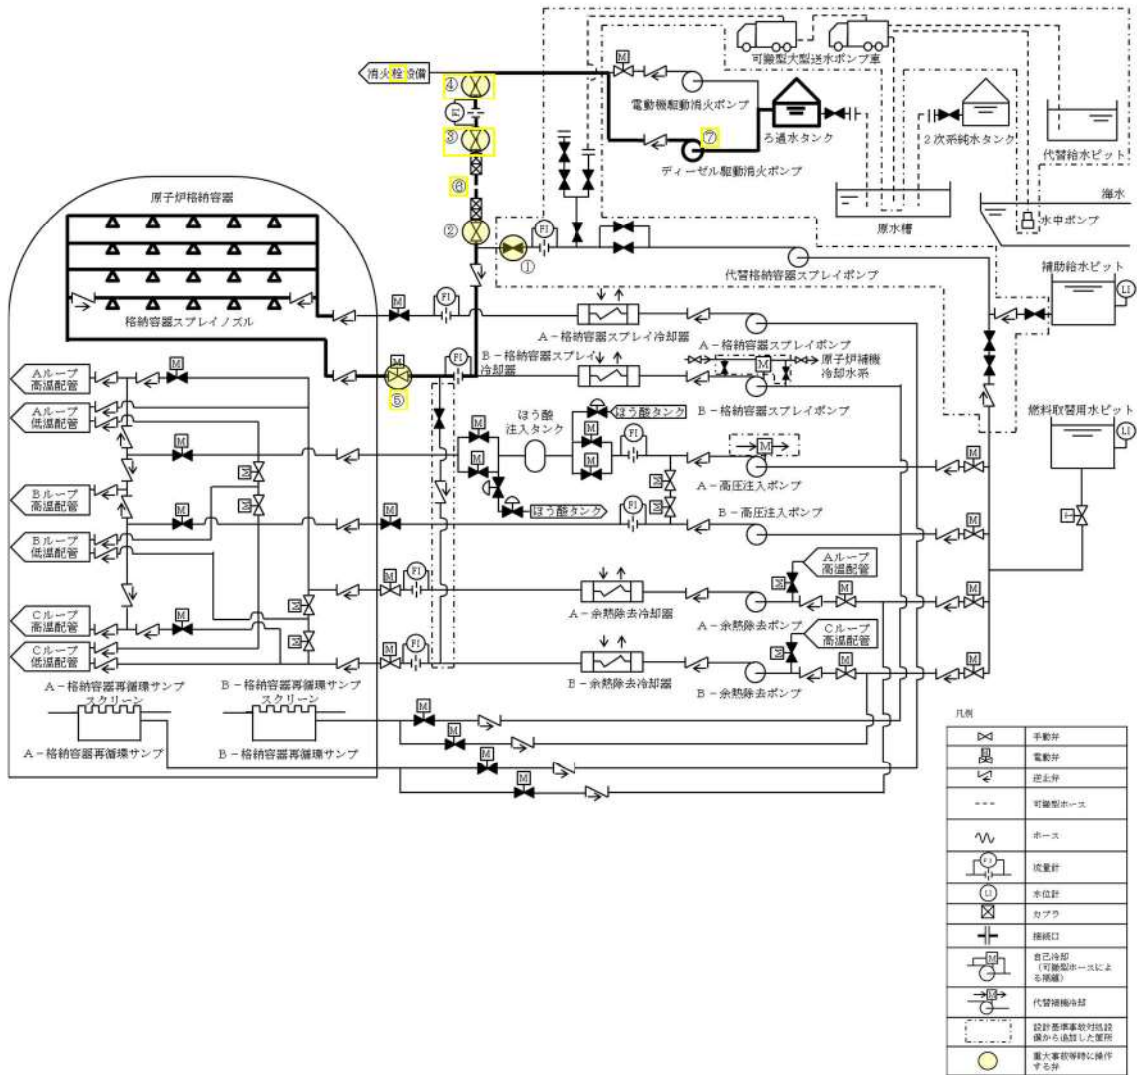 可搬型大型送水ポンプ車
消火栓設備
④
FI
③
⑥
②
①
⑦
M
電動機駆動消火ポンプ
ろ過水タンク
ディーゼル駆動消火ポンプ
2次系純水タンク
代替給水ピット
海水
水中ポンプ
原水槽
FI
代替格納容器スプレイポンプ
補助給水ピット
LI
原子炉格納容器
格納容器スプレイノズル
M
FI
A-格納容器スプレイ冷却器
A-格納容器スプレイポンプ
B-格納容器スプレイ
冷却器
M
⑤
FI
M
原子炉補機
冷却水系
B-格納容器スプレイポンプ
燃料取替用水ピット
LI
Aループ
高温配管
M
Aループ
低温配管
M
M
M
ほう酸
注入タンク
ほう酸タンク
M
M
FI
M
A-高圧注入ポンプ
M
M
M
Bループ
高温配管
ほう酸タンク
FI
M
B-高圧注入ポンプ
M
Bループ
低温配管
M
M
Aループ
高温配管
M
FI
M
M
M
A-余熱除去冷却器
A-余熱除去ポンプ
M
Cループ
高温配管
M
Cループ
高温配管
Cループ
低温配管
M
M
FI
M
M
M
B-余熱除去冷却器
B-余熱除去ポンプ
A-格納容器再循環サンプ
スクリーン
B-格納容器再循環サンプ
スクリーン
A-格納容器再循環サンプ
B-格納容器再循環サンプ
M
M
M
M
凡例
手動弁
M
電動弁
逆止弁
可搬型ホース
ホース
FI
流量計
LI
水位計
カプラ
接続口
M
自己冷却
(可搬型ホースによ
る接続)
M
代替補機冷却
設計基準事故対処設
備から追加した箇所
重大事故等時に操作
する弁